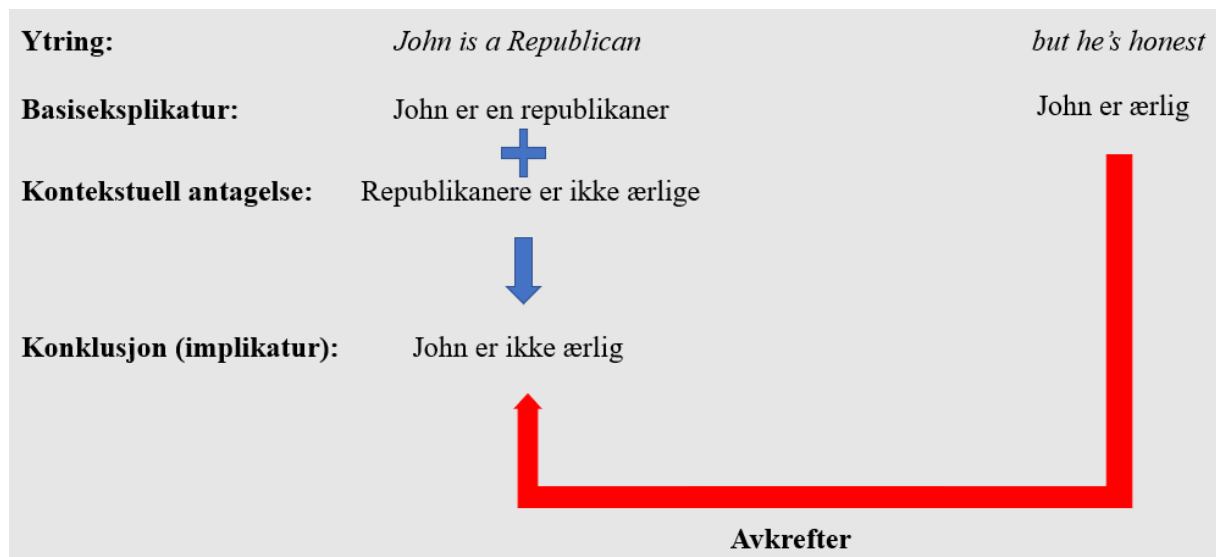 Ytring: John is a Republican but he's honest
Basiseksplikatur: John er en republikaner John er ærlig
Kontekstuell antagelse: Republikanere er ikke ærlige
Konklusjon (implikatur): John er ikke ærlig
Avkrefter